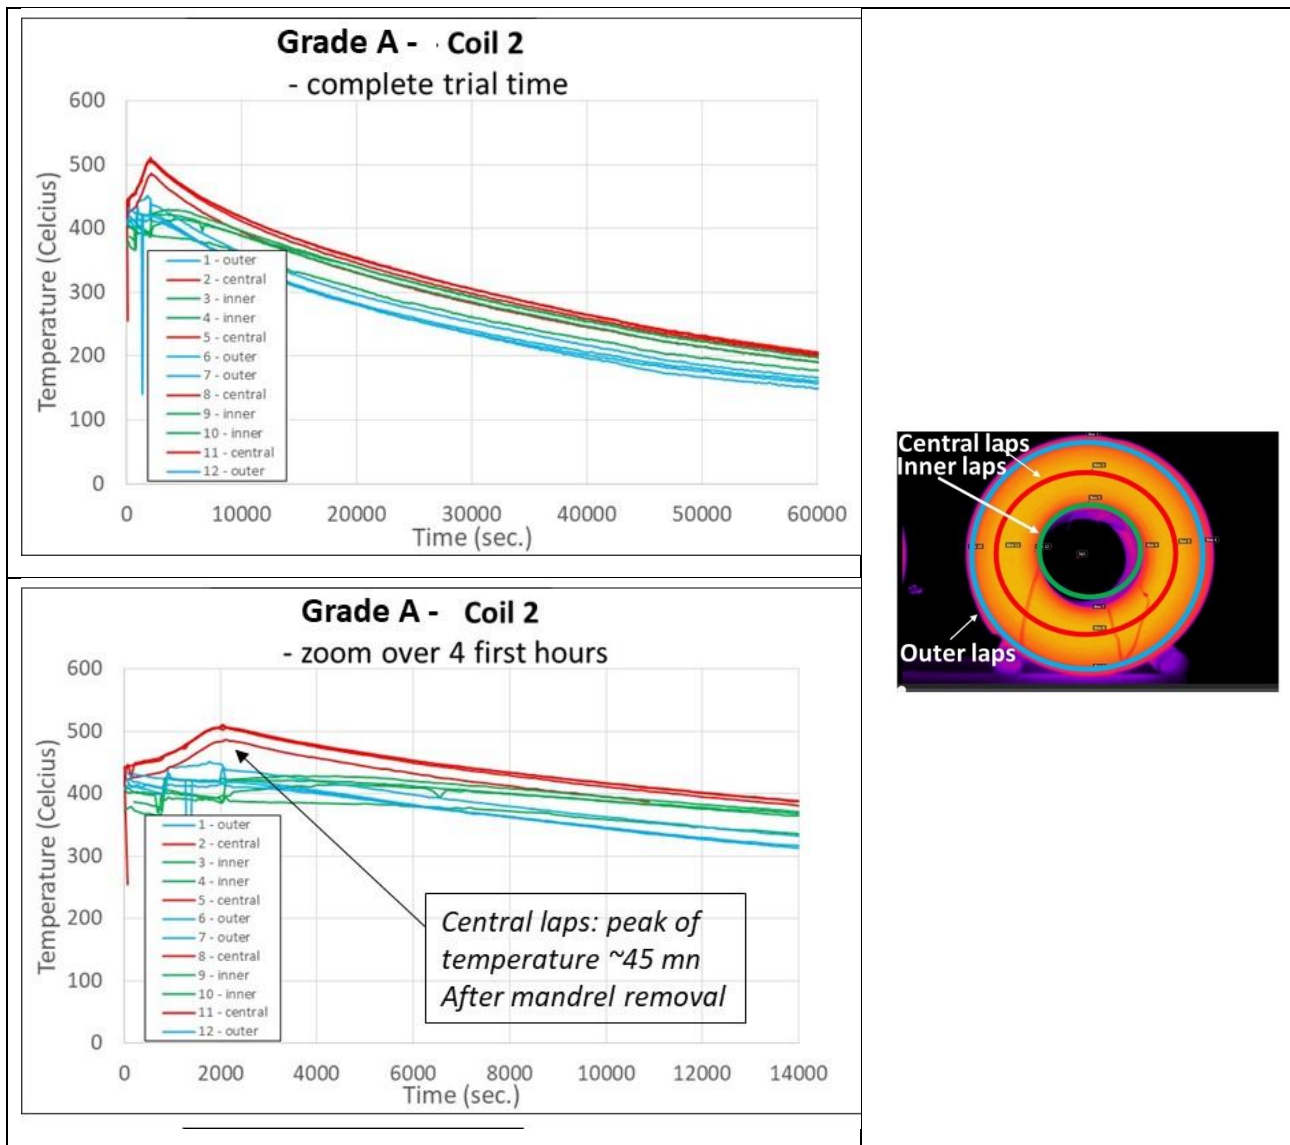 Grade A - Coil 2
- complete trial time
600
500
400
300
200
100
0
Temperature (Celcius)
1 - outer
2 - central
3 - inner
4 - inner
5 - central
6 - outer
7 - outer
8 - central
9 - inner
10 - inner
11 - central
12 - outer
0 10000 20000 30000 40000 50000 60000
Time (sec.)
Grade A - Coil 2
- zoom over 4 first hours
600
500
400
300
200
100
0
Temperature (Celcius)
1 - outer
2 - central
3 - inner
4 - inner
5 - central
6 - outer
7 - outer
8 - central
9 - inner
10 - inner
11 - central
12 - outer
Central laps: peak of
temperature ~45 mn
After mandrel removal
0 2000 4000 6000 8000 10000 12000 14000
Time (sec.)
Central laps
Inner laps
Outer laps